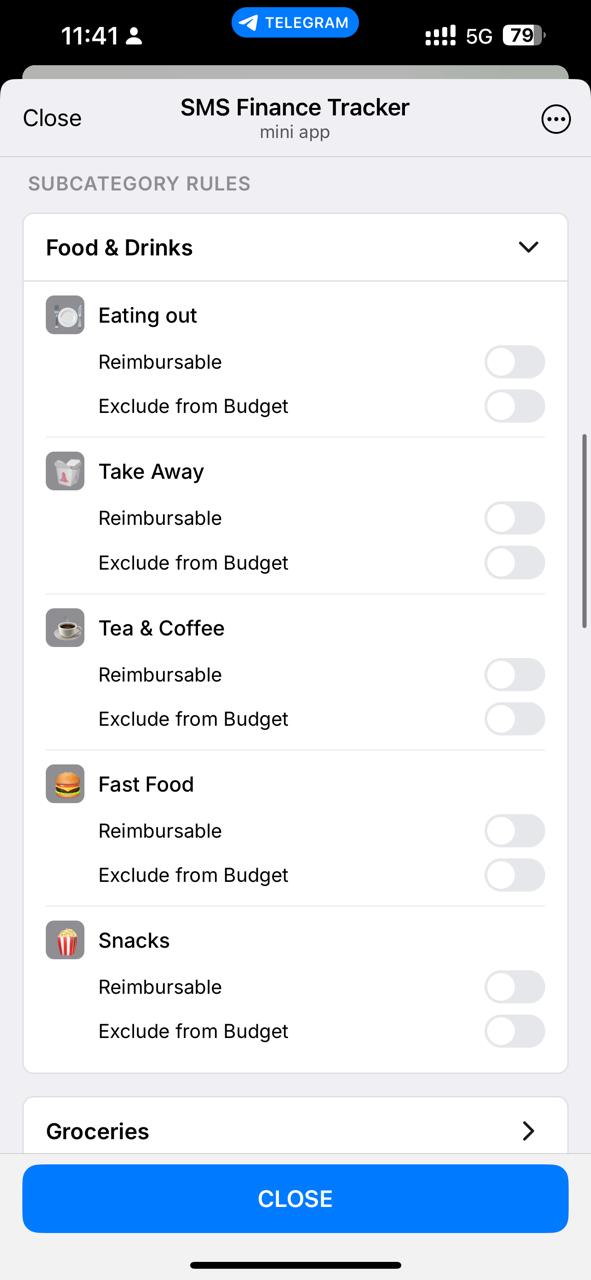 11:41
TELEGRAM
5G
79
Close
SMS Finance Tracker
mini app
SUBCATEGORY RULES
Food & Drinks
Eating out
Reimbursable
Exclude from Budget
Take Away
Reimbursable
Exclude from Budget
Tea & Coffee
Reimbursable
Exclude from Budget
Fast Food
Reimbursable
Exclude from Budget
Snacks
Reimbursable
Exclude from Budget
Groceries
CLOSE